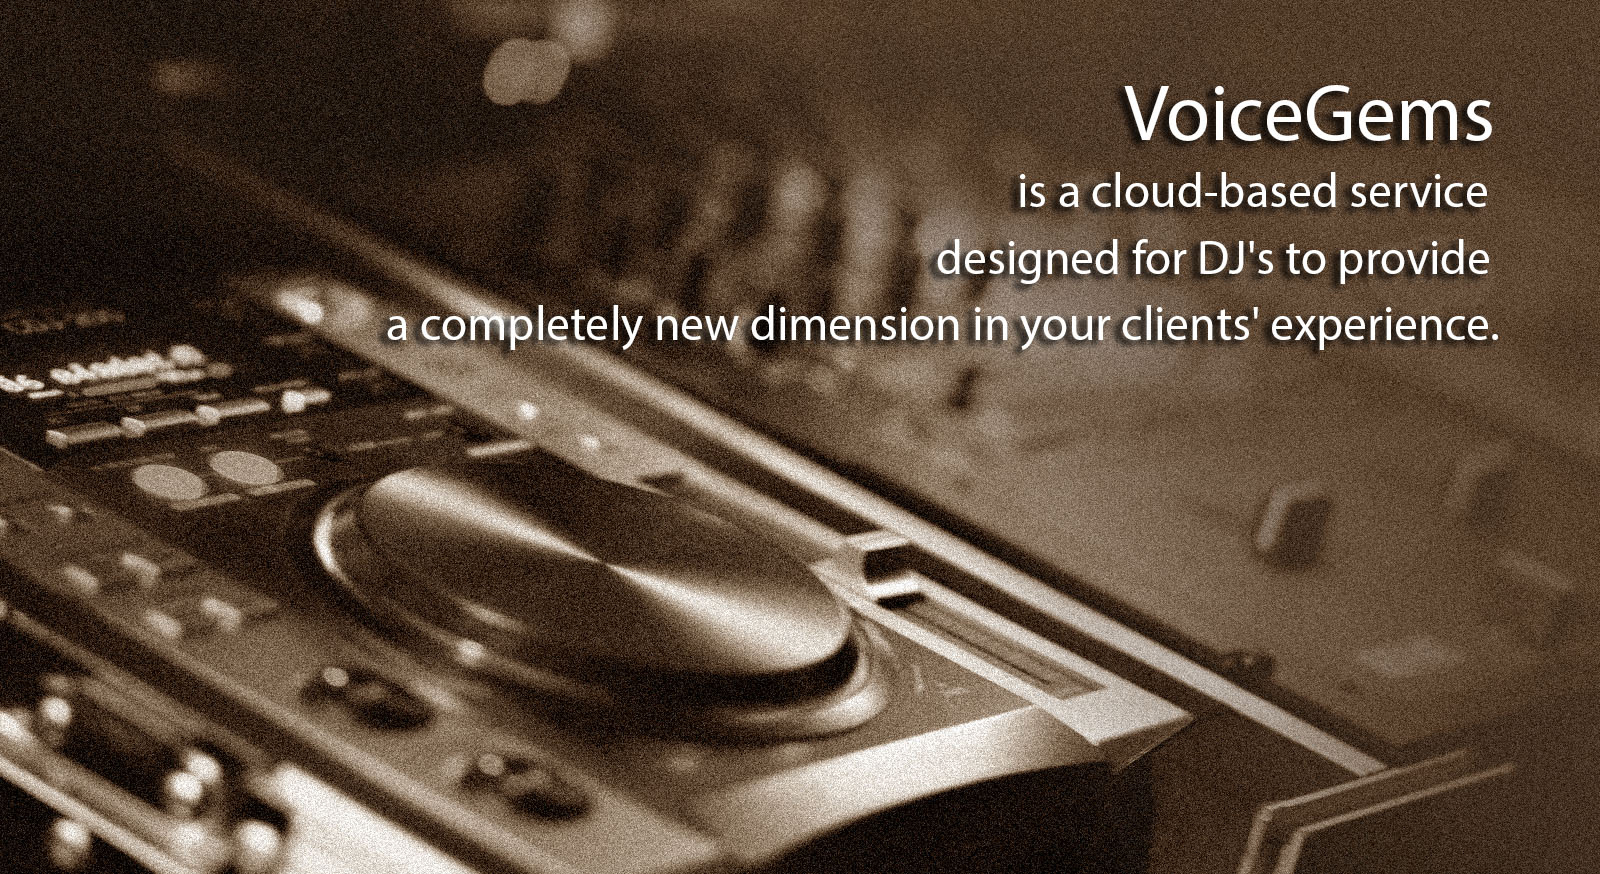 VoiceGems
is a cloud-based service
designed for DJ's to provide
a completely new dimension in your clients' experience.